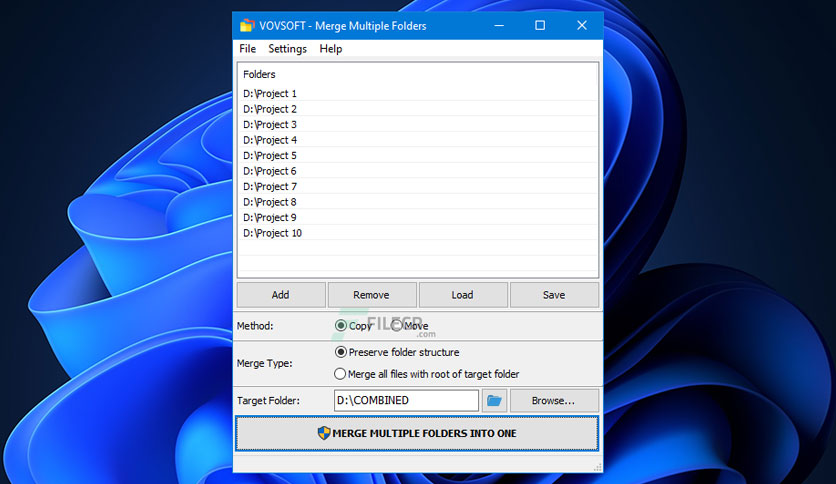 VOVSOFT - Merge Multiple Folders
File Settings Help
Folders
D:\Project 1
D:\Project 2
D:\Project 3
D:\Project 4
D:\Project 5
D:\Project 6
D:\Project 7
D:\Project 8
D:\Project 9
D:\Project 10
Add Remove Load Save
Method: Copy Move
FILECR
.com
Merge Type: Preserve folder structure
Merge all files with root of target folder
Target Folder: D:\COMBINED Browse...
MERGE MULTIPLE FOLDERS INTO ONE